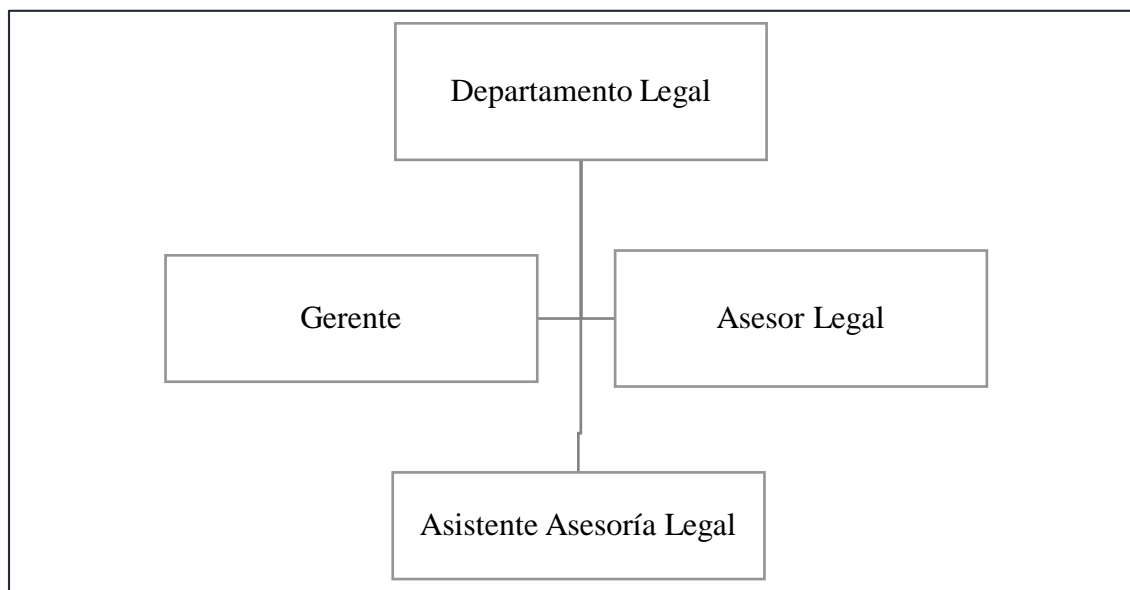 Departamento Legal
Gerente
Asesor Legal
Asistente Asesoría Legal